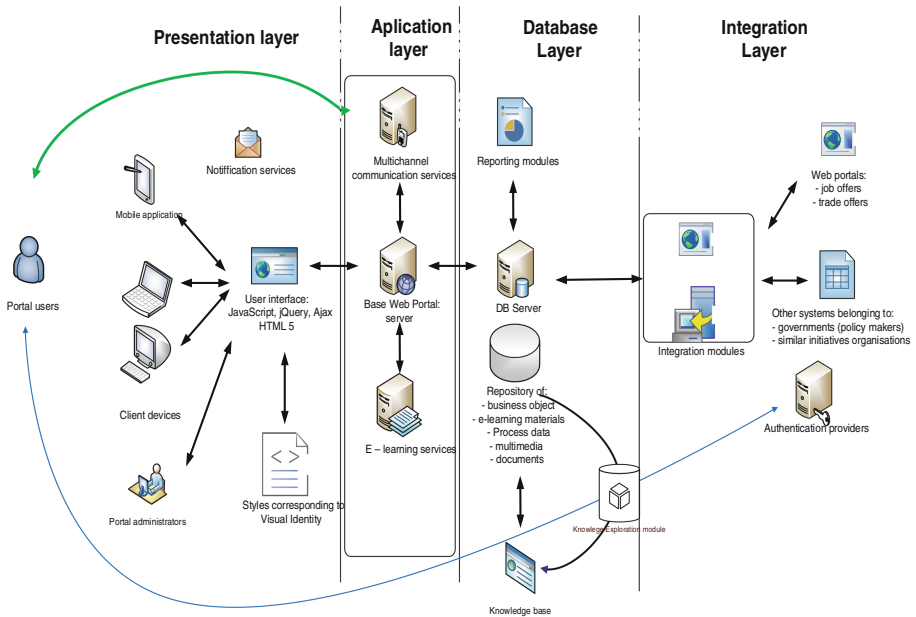 Presentation layer
Aplication
layer
Database
Layer
Integration
Layer
Notiffication services
Mobile application
Portal users
User interface:
JavaScript, jQuery, Ajax
HTML 5
Client devices
Portal administrators
<>
Styles corresponding to
Visual Identity
Multichannel
communication services
Base Web Portal:
server
E – learning services
Reporting modules
DB Server
Repository of:
- business object
- e-learning materials
- Process data
- multimedia
- documents
Knowledge base
Knowlege Exploration module
Integration modules
Web portals:
- job offers
- trade offers
Other systems belonging to:
- governments (policy makers)
- similar initiatives organisations
Authentication providers